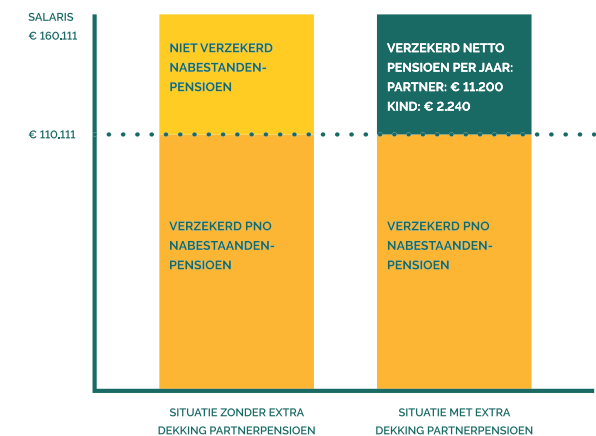 SALARIS
€ 160.111
NIET VERZEKERD
NABESTANDEN-
PENSIOEN
VERZEKERD NETTO
PENSIOEN PER JAAR:
PARTNER: € 11.200
KIND: € 2.240
€ 110.111
VERZEKERD PNO
NABESTAANDEN-
PENSIOEN
VERZEKERD PNO
NABESTAANDEN-
PENSIOEN
SITUATIE ZONDER EXTRA
DEKKING PARTNERPENSIOEN
SITUATIE MET EXTRA
DEKKING PARTNERPENSIOEN